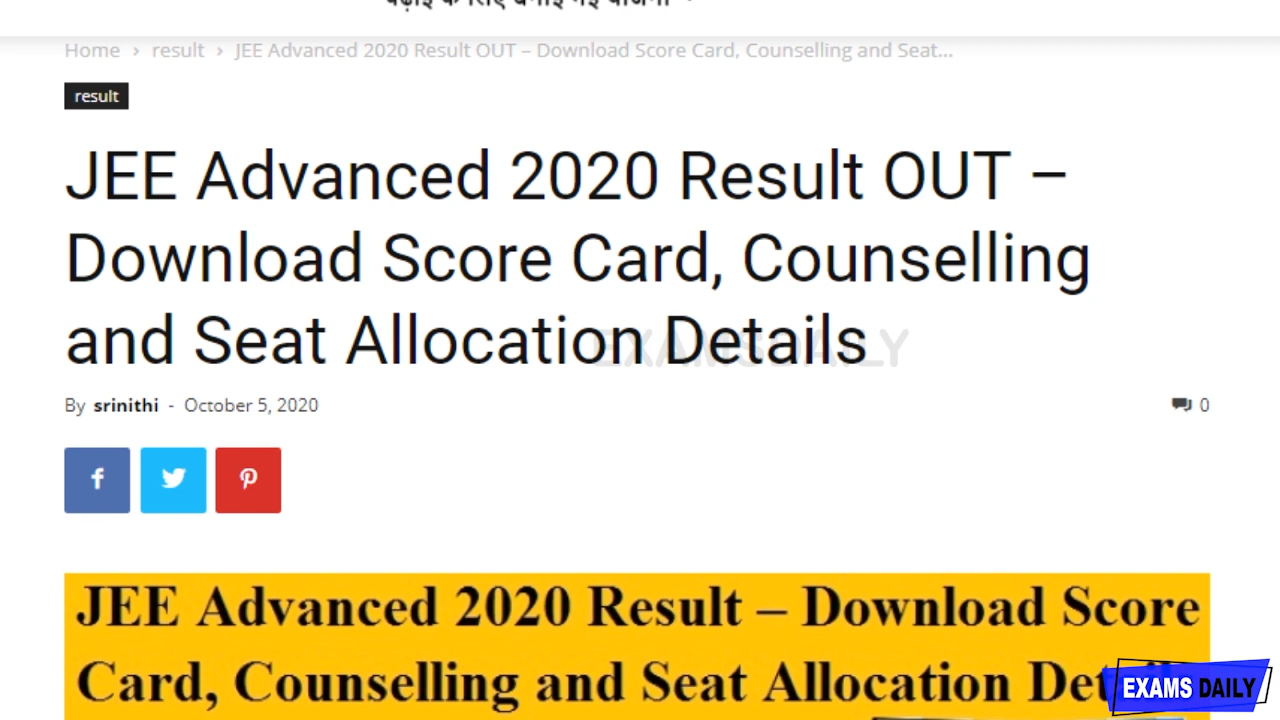 Home > result > JEE Advanced 2020 Result OUT – Download Score Card, Counselling and Seat...
result
JEE Advanced 2020 Result OUT –
Download Score Card, Counselling
and Seat Allocation Details
EXAMSDAILY
By srinithi - October 5, 2020
0
JEE Advanced 2020 Result – Download Score
Card, Counselling and Seat Allocation
EXAMS DAILY